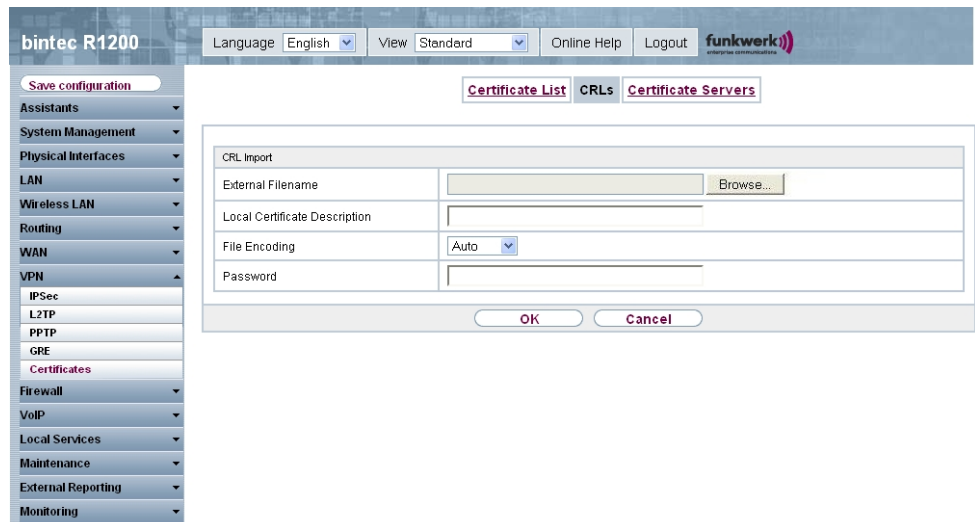 bintec R1200
Language English View Standard Online Help Logout funkwerk
enterprise communications
Save configuration
Assistants
System Management
Physical Interfaces
LAN
Wireless LAN
Routing
WAN
VPN
IPSec
L2TP
PPTP
GRE
Certificates
Firewall
VoIP
Local Services
Maintenance
External Reporting
Monitoring
Certificate List CRLs Certificate Servers
CRL Import
External Filename Browse...
Local Certificate Description
File Encoding Auto
Password
OK Cancel